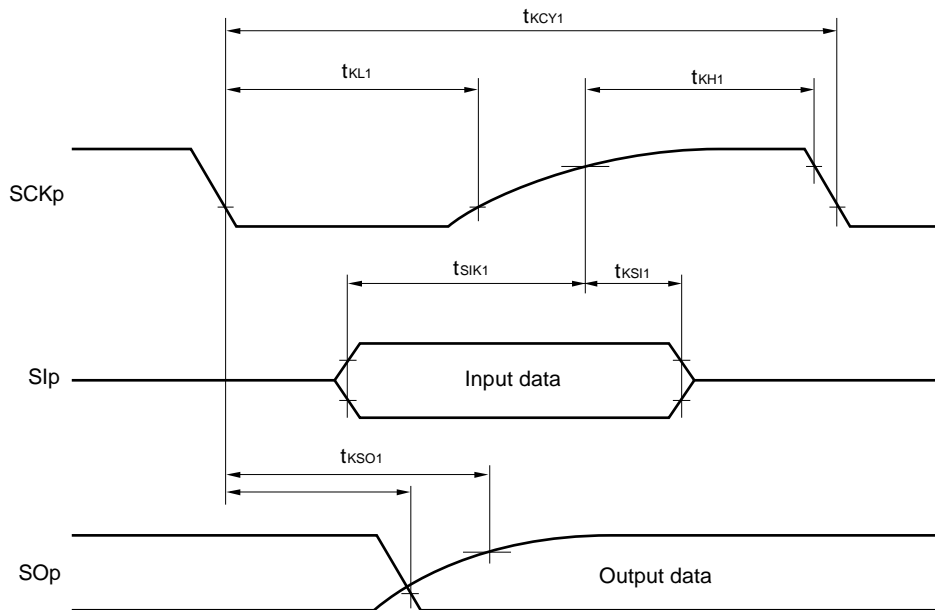 tKCY1
tKL1
tKH1
SCKp
tSIK1
tKSI1
SIp
Input data
tKSO1
SOp
Output data